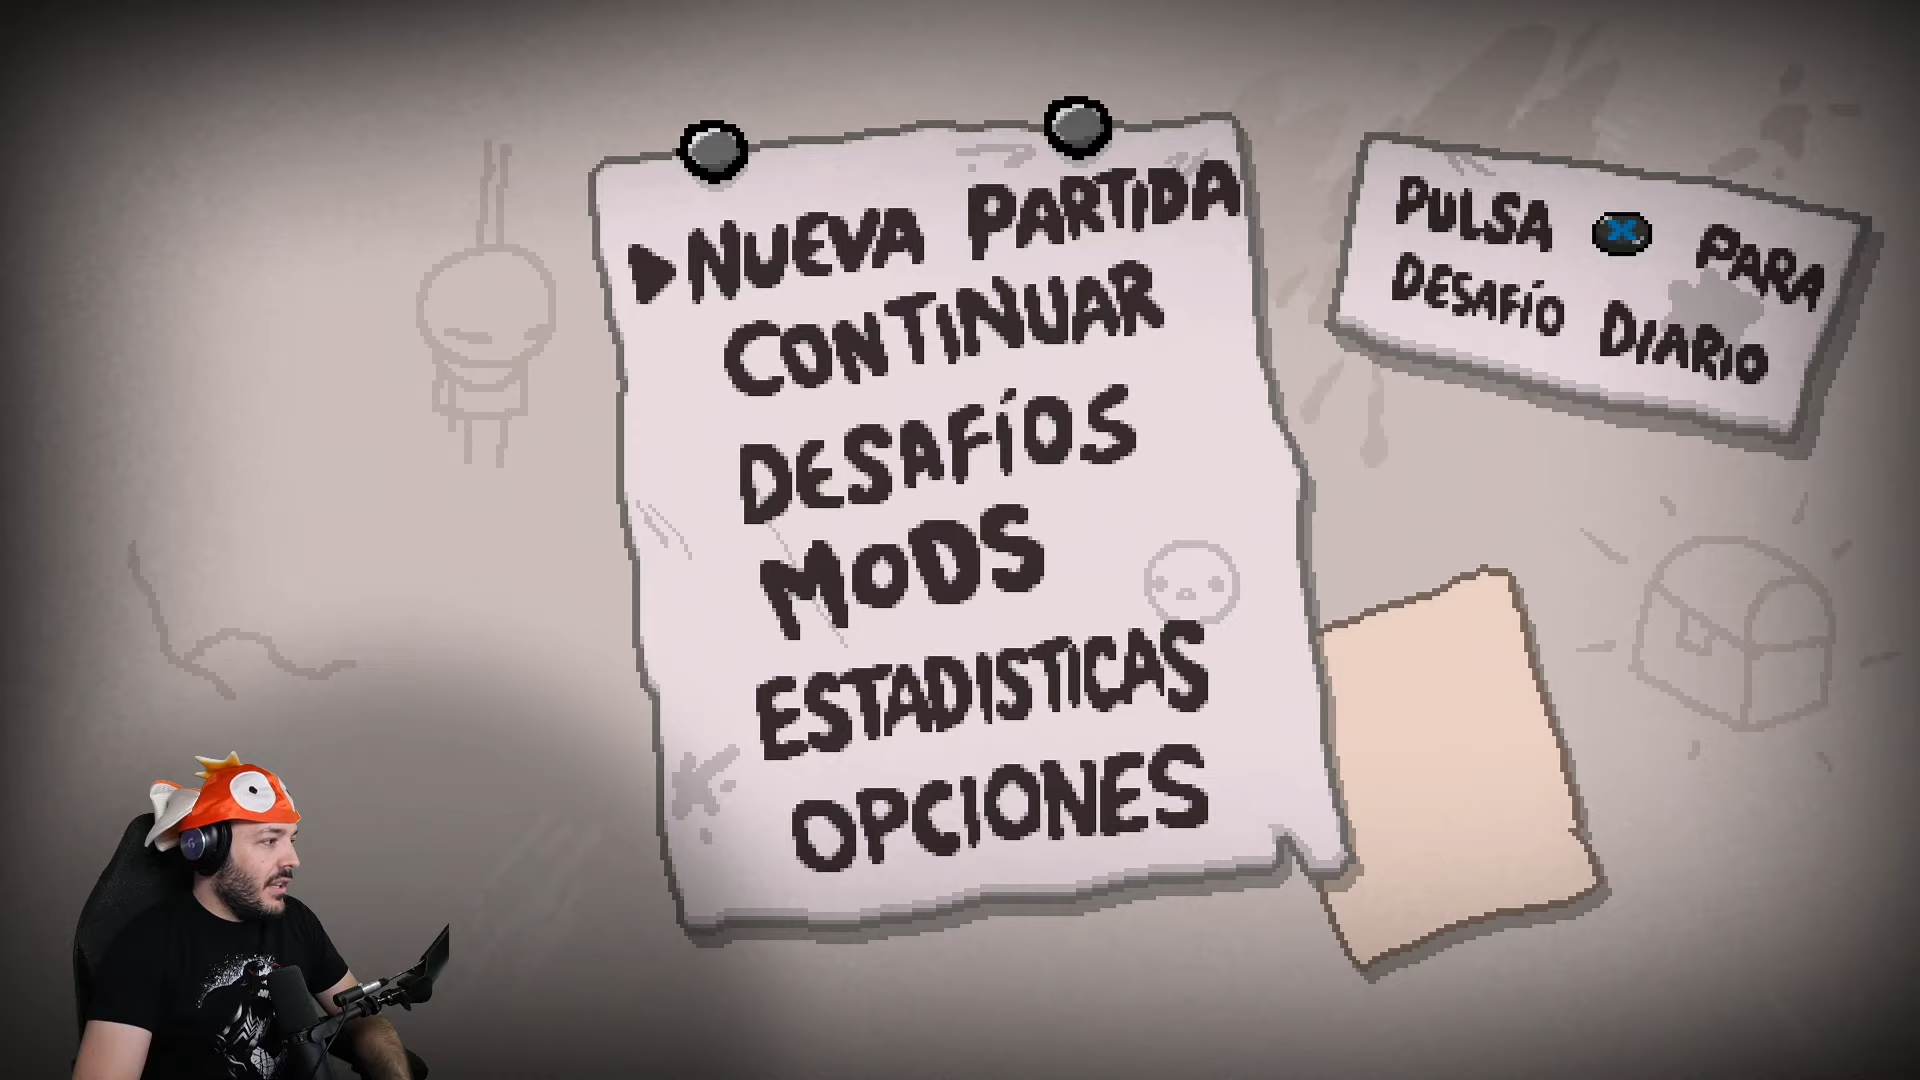 NUEVA PARTIDA
CONTINUAR
DESAFÍOS
MODS
ESTADISTICAS
OPCIONES
PULSA X PARA
DESAFÍO DIARIO